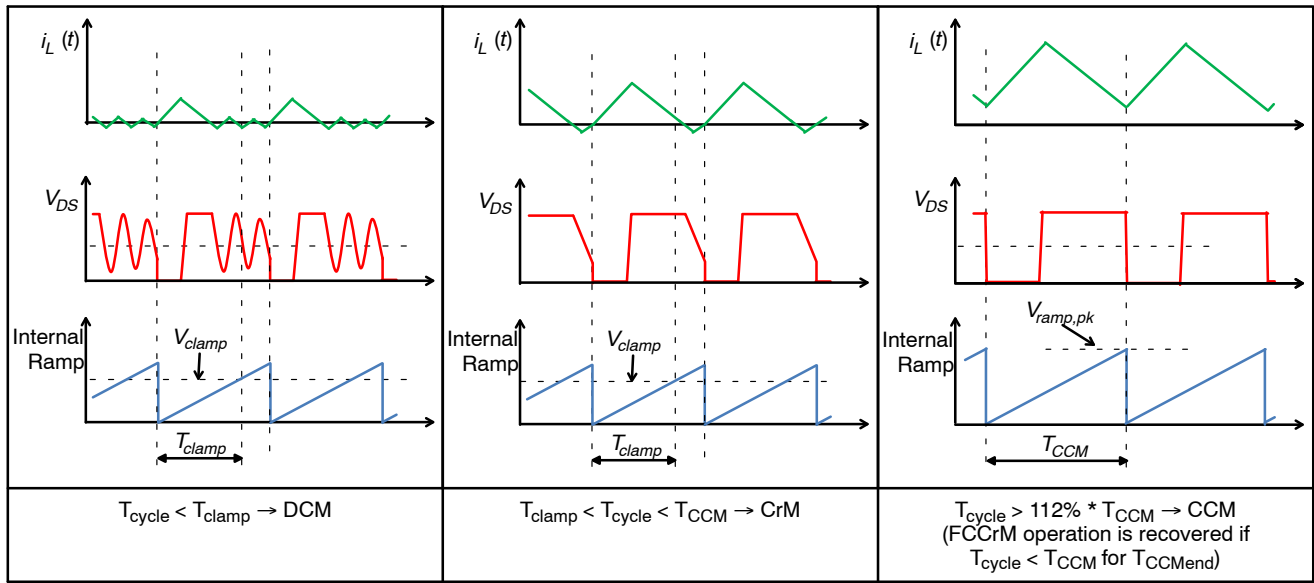 i_L (t)
V_DS
Internal
Ramp
V_clamp
T_clamp
T_cycle < T_clamp → DCM
i_L (t)
V_DS
Internal
Ramp
V_clamp
T_clamp
T_clamp < T_cycle < T_CCM → CrM
i_L (t)
V_DS
V_ramp,pk
Internal
Ramp
T_CCM
T_cycle > 112% * T_CCM → CCM
(FCCrM operation is recovered if
T_cycle < T_CCM for T_CCMend)